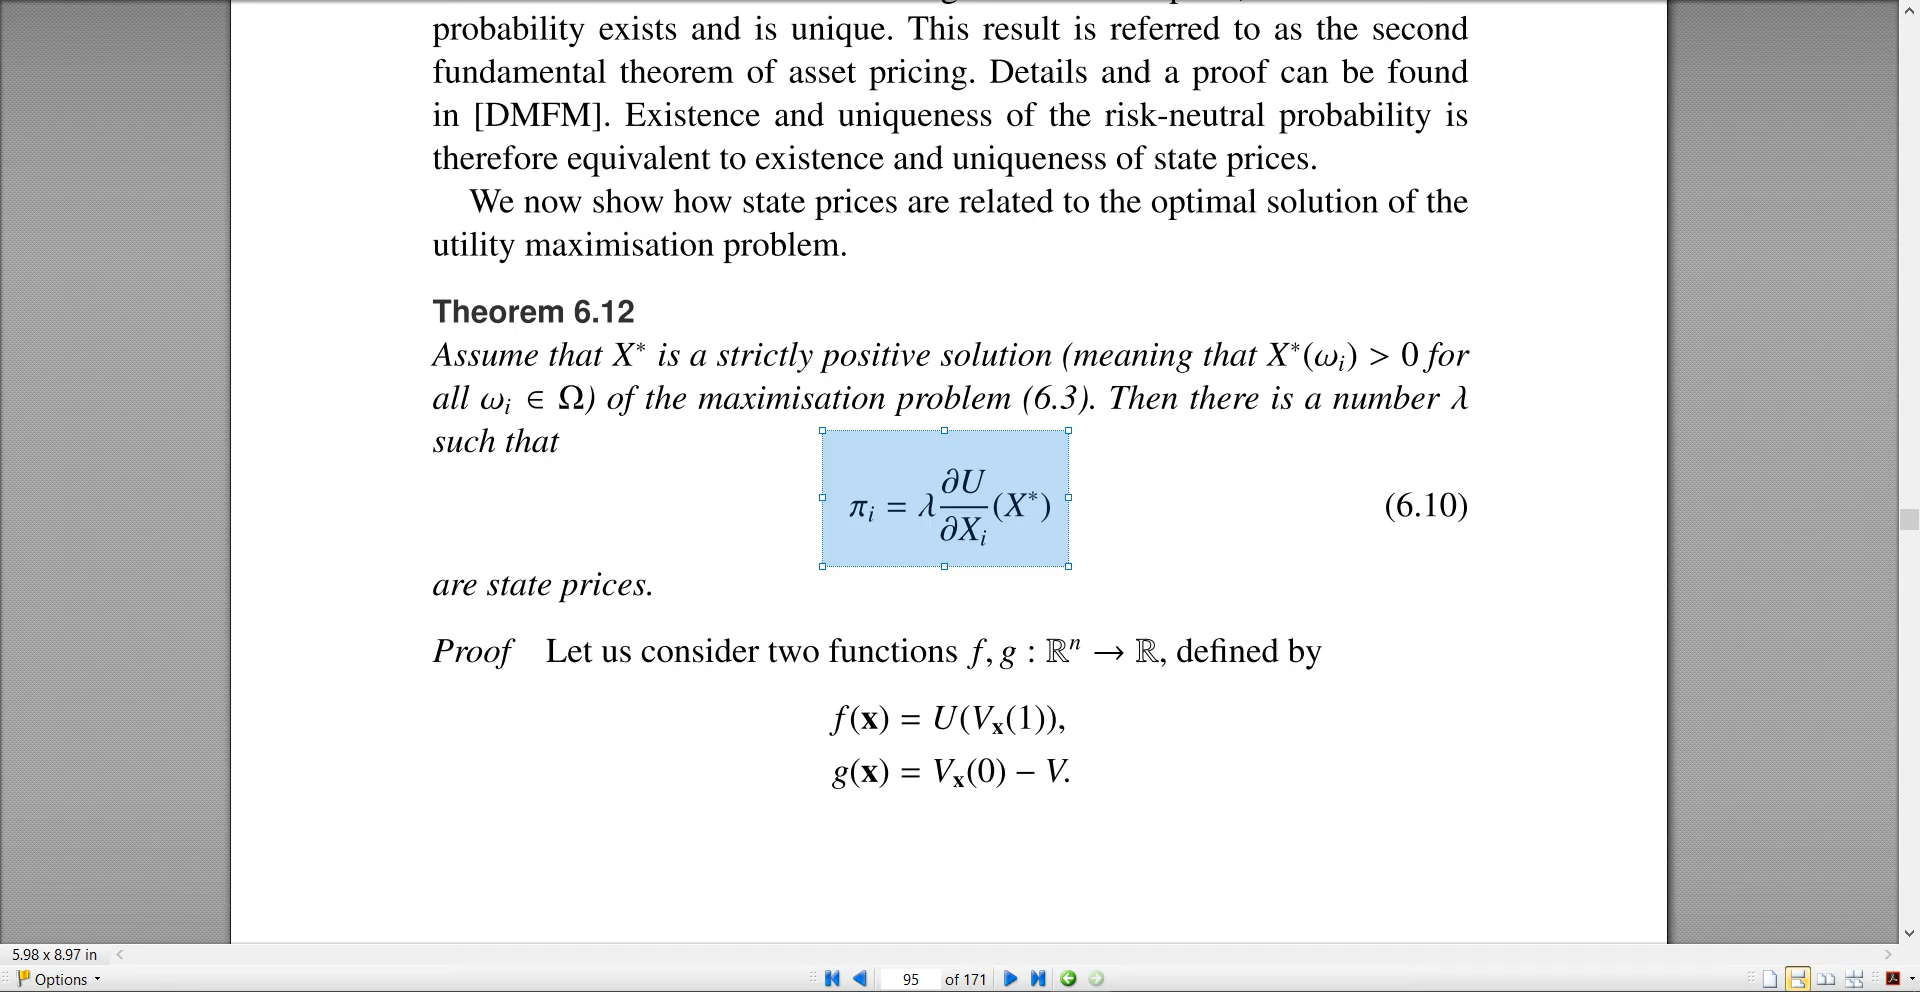 probability exists and is unique. This result is referred to as the second
fundamental theorem of asset pricing. Details and a proof can be found
in [DMFM]. Existence and uniqueness of the risk-neutral probability is
therefore equivalent to existence and uniqueness of state prices.
We now show how state prices are related to the optimal solution of the
utility maximisation problem.
Theorem 6.12
Assume that X* is a strictly positive solution (meaning that X*(ωᵢ) > 0 for
all ωᵢ ∈ Ω) of the maximisation problem (6.3). Then there is a number λ
such that
πᵢ = λ ∂U/∂Xᵢ (X*) (6.10)
are state prices.
Proof Let us consider two functions f, g : ℝⁿ → ℝ, defined by
f(𝐱) = U(V𝐱(1)),
g(𝐱) = V𝐱(0) − V.
5.98 x 8.97 in
Options 95 of 171